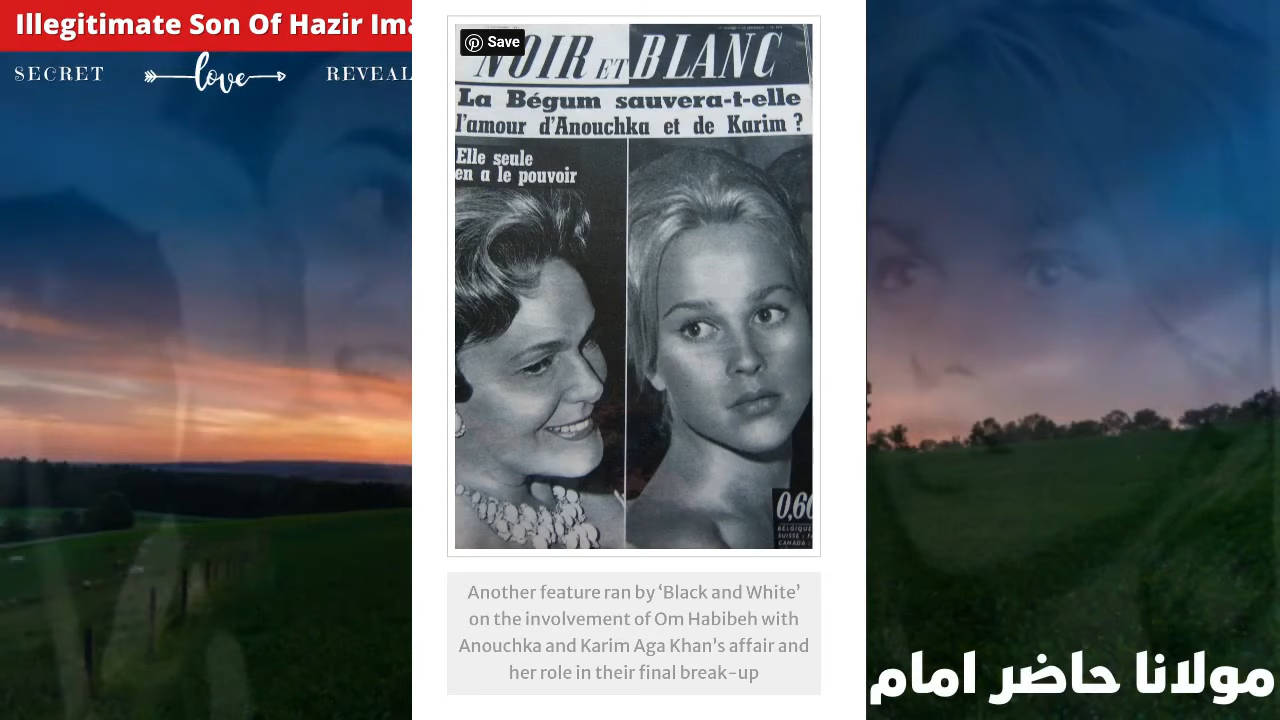 Illegitimate Son Of Hazir Ima
SECRET love REVEAL
Save
NOIR ET BLANC
La Bégum sauvera-t-elle
l'amour d'Anouchka et de Karim ?
Elle seule
en a le pouvoir
0,60
BELGIQUE
SUISSE : F
CANADA :
Another feature ran by ‘Black and White’
on the involvement of Om Habibeh with
Anouchka and Karim Aga Khan’s affair and
her role in their final break-up
مولانا حاضر امام